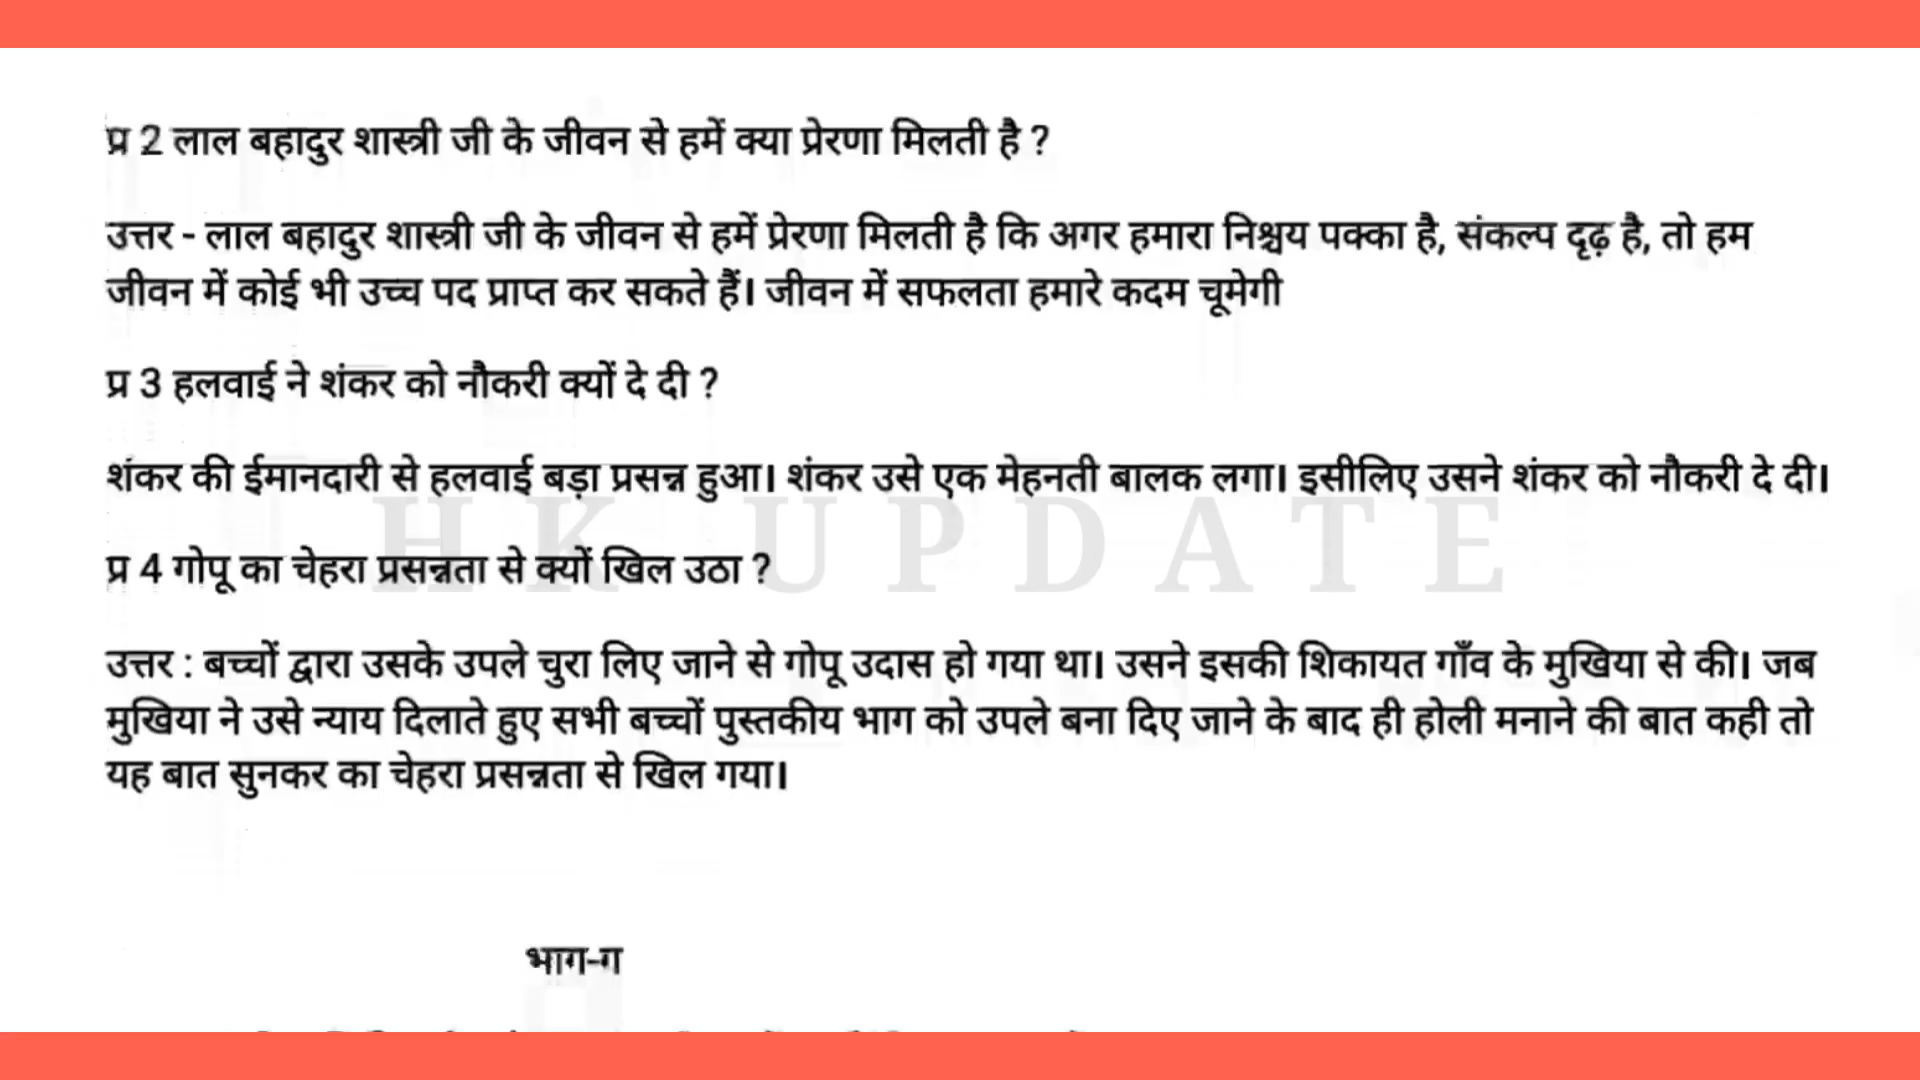 प्र 2 लाल बहादुर शास्त्री जी के जीवन से हमें क्या प्रेरणा मिलती है ?
उत्तर - लाल बहादुर शास्त्री जी के जीवन से हमें प्रेरणा मिलती है कि अगर हमारा निश्चय पक्का है, संकल्प दृढ़ है, तो हम
जीवन में कोई भी उच्च पद प्राप्त कर सकते हैं। जीवन में सफलता हमारे कदम चूमेगी
प्र 3 हलवाई ने शंकर को नौकरी क्यों दे दी ?
शंकर की ईमानदारी से हलवाई बड़ा प्रसन्न हुआ। शंकर उसे एक मेहनती बालक लगा। इसीलिए उसने शंकर को नौकरी दे दी।
HK UPDATE
प्र 4 गोपू का चेहरा प्रसन्नता से क्यों खिल उठा ?
उत्तर : बच्चों द्वारा उसके उपले चुरा लिए जाने से गोपू उदास हो गया था। उसने इसकी शिकायत गाँव के मुखिया से की। जब
मुखिया ने उसे न्याय दिलाते हुए सभी बच्चों पुस्तकीय भाग को उपले बना दिए जाने के बाद ही होली मनाने की बात कही तो
यह बात सुनकर का चेहरा प्रसन्नता से खिल गया।
भाग-ग